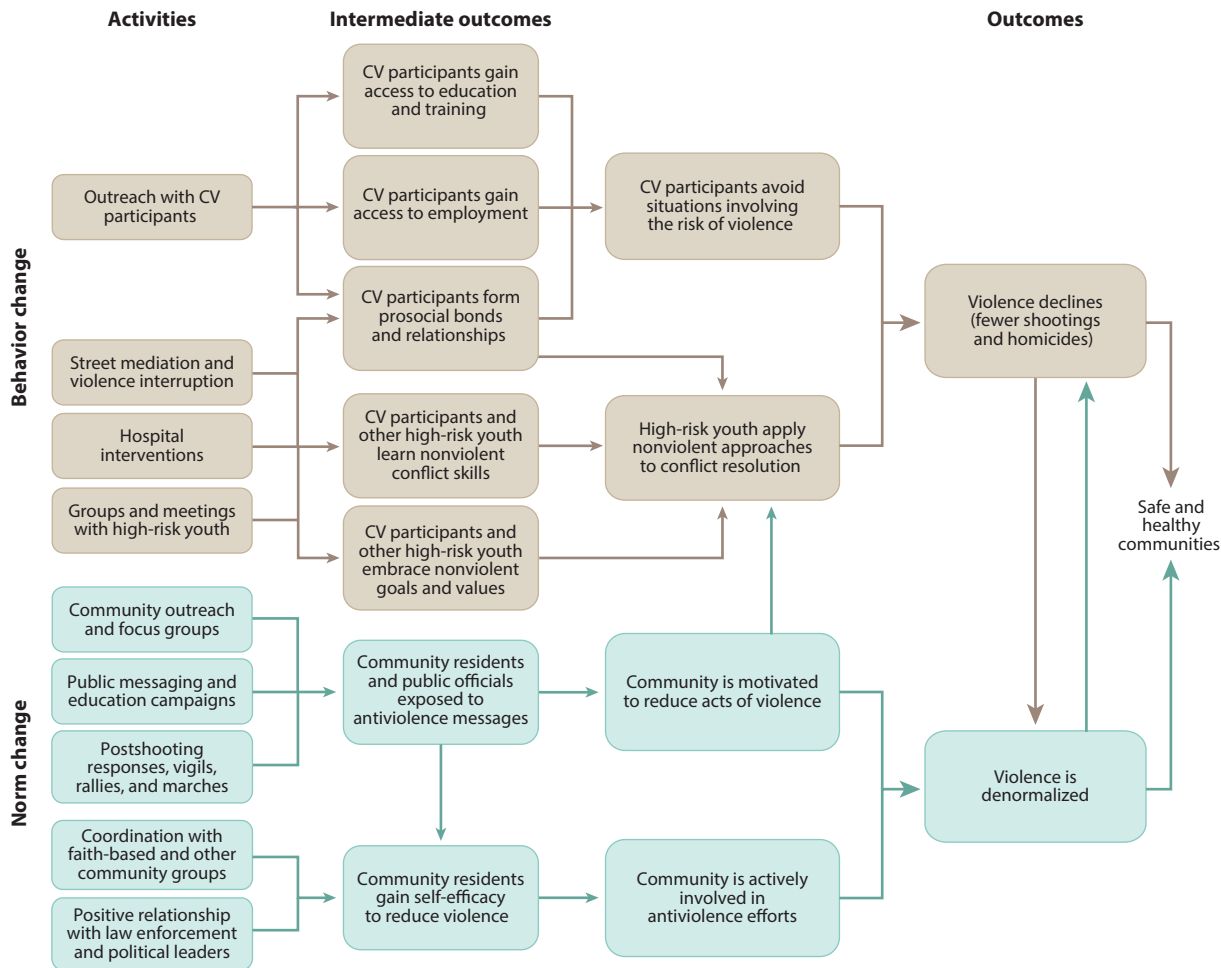 Activities
Intermediate outcomes
Outcomes
Behavior change
Outreach with CV
participants
Street mediation and
violence interruption
Hospital
interventions
Groups and meetings
with high-risk youth
CV participants gain
access to education
and training
CV participants gain
access to employment
CV participants form
prosocial bonds
and relationships
CV participants and
other high-risk youth
learn nonviolent
conflict skills
CV participants and
other high-risk youth
embrace nonviolent
goals and values
CV participants avoid
situations involving
the risk of violence
High-risk youth apply
nonviolent approaches
to conflict resolution
Violence declines
(fewer shootings
and homicides)
Safe and
healthy
communities
Norm change
Community outreach
and focus groups
Public messaging and
education campaigns
Postshooting
responses, vigils,
rallies, and marches
Coordination with
faith-based and other
community groups
Positive relationship
with law enforcement
and political leaders
Community residents
and public officials
exposed to
antiviolence messages
Community residents
gain self-efficacy
to reduce violence
Community is motivated
to reduce acts of violence
Community is actively
involved in
antiviolence efforts
Violence is
denormalized